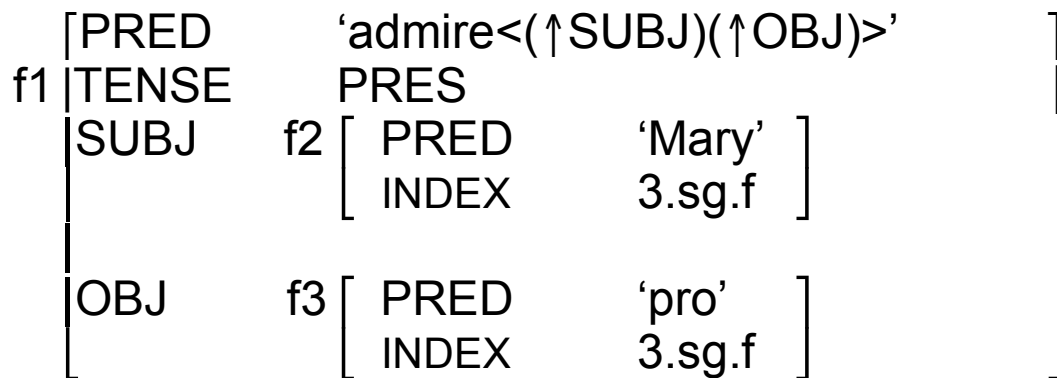 PRED ‘admire<(↑SUBJ)(↑OBJ)>’
f1 TENSE PRES
SUBJ f2 [ PRED ‘Mary’ ]
INDEX 3.sg.f
OBJ f3 [ PRED ‘pro’ ]
INDEX 3.sg.f